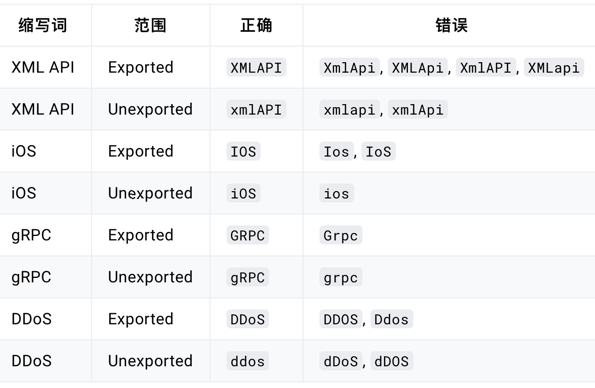 缩写词 范围 正确 错误
XML API Exported XMLAPI XmlApi, XMLApi, XmlAPI, XMLapi
XML API Unexported xmlAPI xmlapi, xmlApi
iOS Exported IOS Ios, IoS
iOS Unexported iOS ios
gRPC Exported GRPC Grpc
gRPC Unexported gRPC grpc
DDoS Exported DDoS DDOS, Ddos
DDoS Unexported ddos dDoS, dDOS